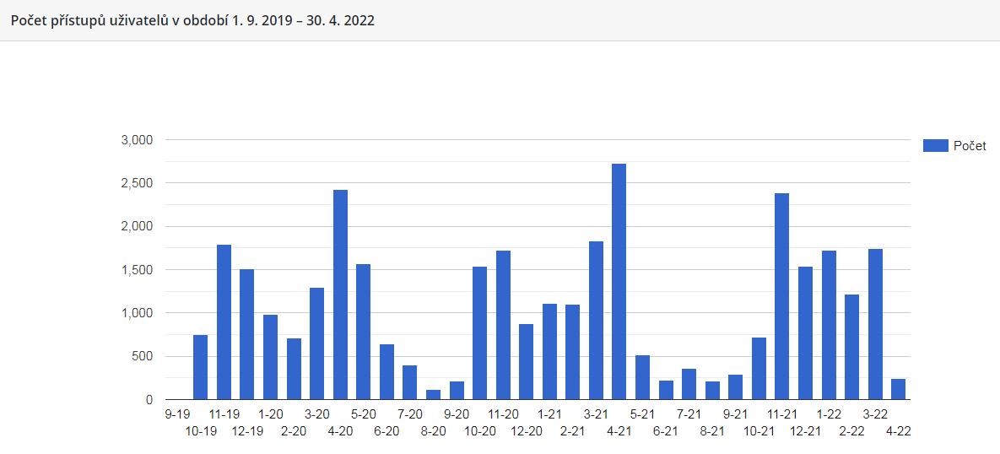 Počet přístupů uživatelů v období 1. 9. 2019 – 30. 4. 2022
3,000
Počet
2,500
2,000
1,500
1,000
500
0
9-19 11-19 1-20 3-20 5-20 7-20 9-20 11-20 1-21 3-21 5-21 7-21 9-21 11-21 1-22 3-22
10-19 12-19 2-20 4-20 6-20 8-20 10-20 12-20 2-21 4-21 6-21 8-21 10-21 12-21 2-22 4-22